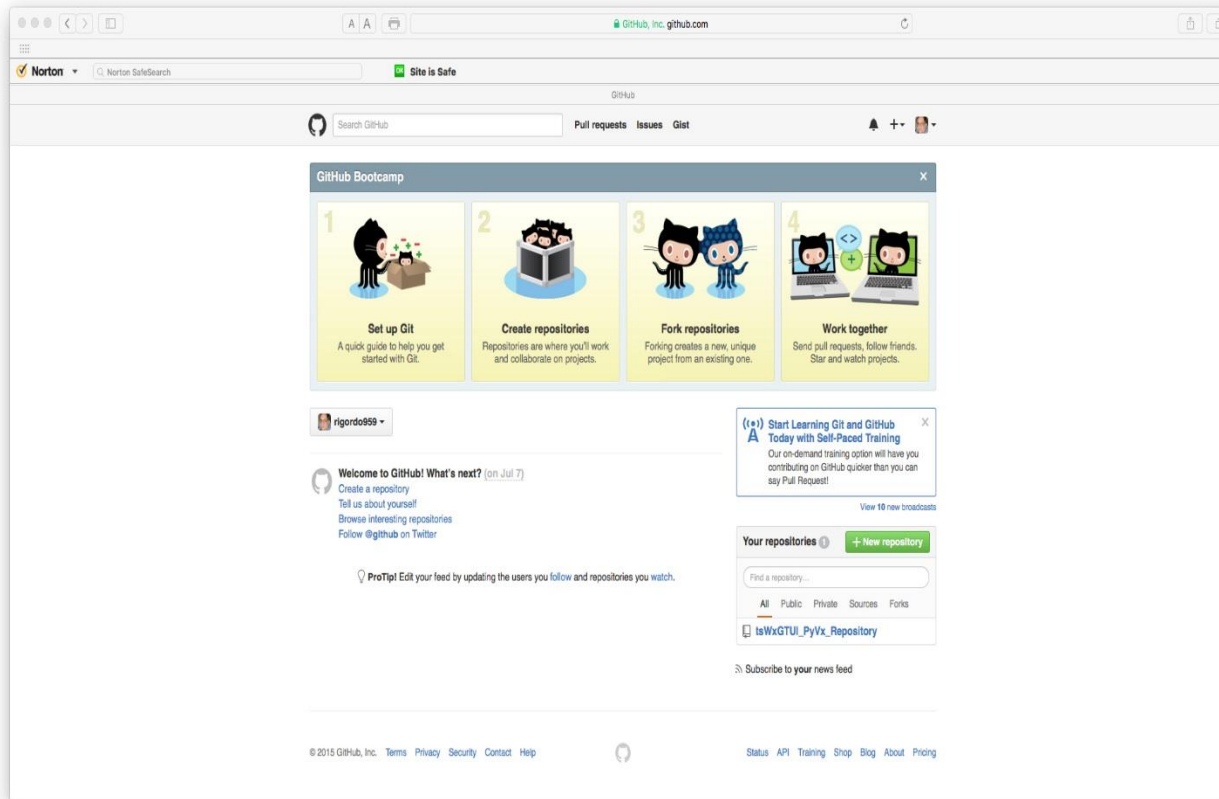 A A
GitHub, Inc. github.com
Norton
Norton SafeSearch
OK
Site is Safe
GitHub
Search GitHub
Pull requests Issues Gist
GitHub Bootcamp
1
Set up Git
A quick guide to help you get
started with Git.
2
Create repositories
Repositories are where you'll work
and collaborate on projects.
3
Fork repositories
Forking creates a new, unique
project from an existing one.
4
Work together
Send pull requests, follow friends.
Star and watch projects.
rigordo959
Welcome to GitHub! What's next? (on Jul 7)
Create a repository
Tell us about yourself
Browse interesting repositories
Follow @github on Twitter
ProTip! Edit your feed by updating the users you follow and repositories you watch.
Start Learning Git and GitHub
Today with Self-Paced Training
Our on-demand training option will have you
contributing on GitHub quicker than you can
say Pull Request!
View 10 new broadcasts
Your repositories 1
+ New repository
Find a repository...
All Public Private Sources Forks
tsWxGTUI_PyVx_Repository
Subscribe to your news feed
© 2015 GitHub, Inc. Terms Privacy Security Contact Help
Status API Training Shop Blog About Pricing